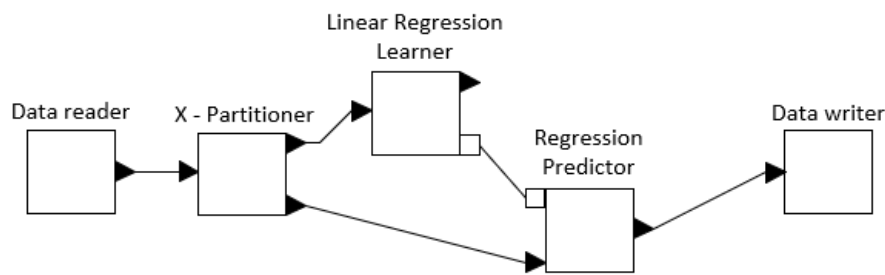 Linear Regression
Learner
Data reader
X - Partitioner
Data writer
Regression
Predictor